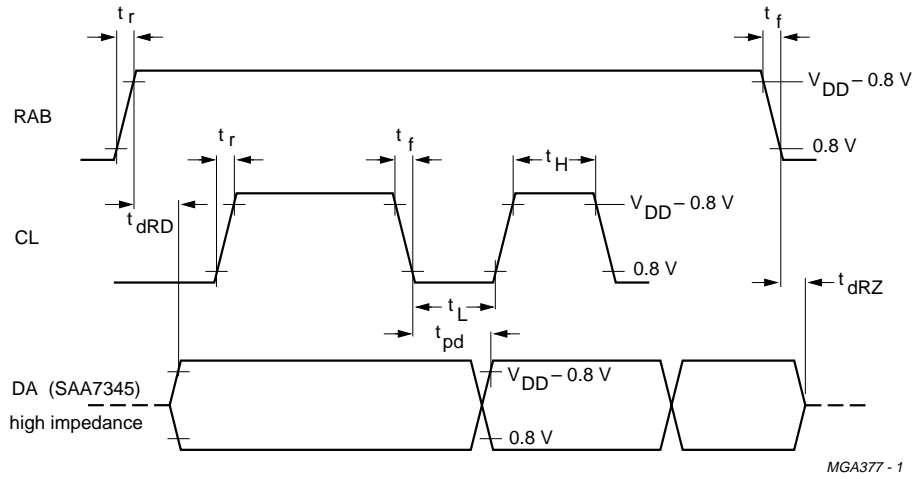 t r
t f
V DD – 0.8 V
RAB
0.8 V
t r
t f
t H
t dRD
V DD – 0.8 V
CL
0.8 V
t dRZ
t L
t pd
DA (SAA7345)
V DD – 0.8 V
high impedance
0.8 V
MGA377 - 1